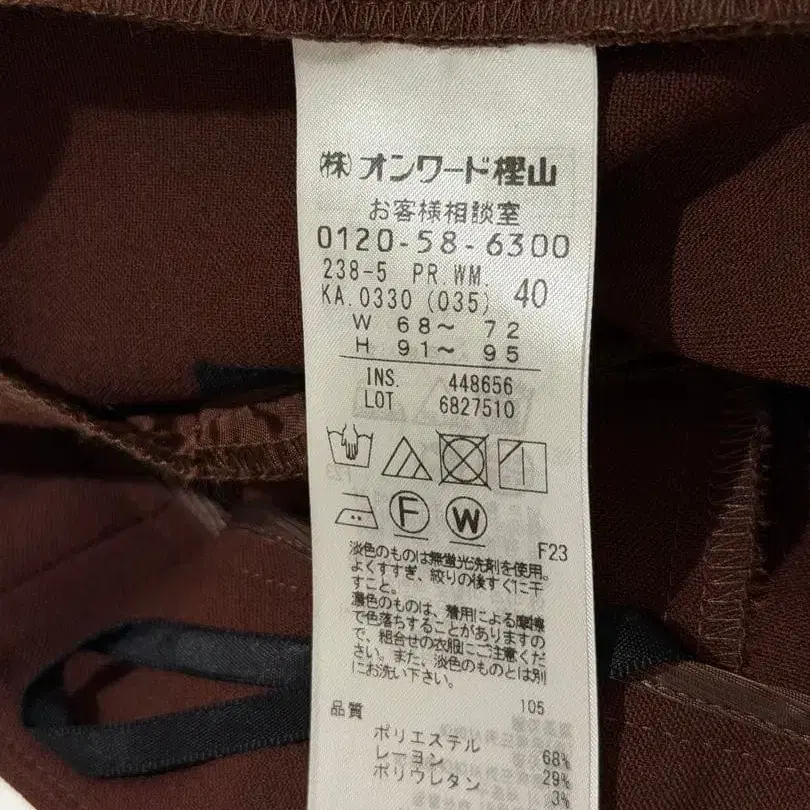 (株)オンワード樫山
お客様相談室
0120-58-6300
238-5 PR.WM.
KA.0330 (035) 40
W 68～ 72
H 91～ 95
INS. 448656
LOT 6827510
F W
F23
淡色のものは無蛍光洗剤を使用。
よくすすぎ、絞りの後すぐに干
すこと。
濃色のものは、着用による摩擦
で色落ちすることがありますの
で、組合せの衣服にご注意くだ
さい。また、淡色のものとは別
にお洗い下さい。
105
品質
ポリエステル 68%
レーヨン 29%
ポリウレタン 3%